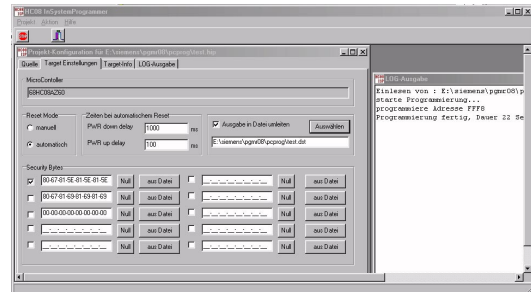 HC08 InSystemProgrammer
Projekt Aktion Hilfe
Projekt-Konfiguration für E:\siemens\pgmr08\pcprog\test.hip
Quelle Target Einstellungen Target-Info LOG-Ausgabe
MicroController
68HC08AZ60
Reset Mode
manuell
automatisch
Zeiten bei automatischem Reset
PWR down delay 1000 ms
PWR up delay 100 ms
Ausgabe in Datei umleiten Auswählen
E:\siemens\pgmr08\pcprog\test.dst
Security Bytes
80-67-81-5E-81-5E-81-5E Null aus Datei _-_-_-_-_-_-_-_ Null aus Datei
80-67-81-69-81-69-81-69 Null aus Datei _-_-_-_-_-_-_-_ Null aus Datei
00-00-00-00-00-00-00-00 Null aus Datei _-_-_-_-_-_-_-_ Null aus Datei
_-_-_-_-_-_-_-_ Null aus Datei _-_-_-_-_-_-_-_ Null aus Datei
_-_-_-_-_-_-_-_ Null aus Datei _-_-_-_-_-_-_-_ Null aus Datei
LOG-Ausgabe
Einlesen von : E:\siemens\pgmr08\p
starte Programmierung...
programmiere Adresse FFF8
Programmierung fertig, Dauer 22 Se